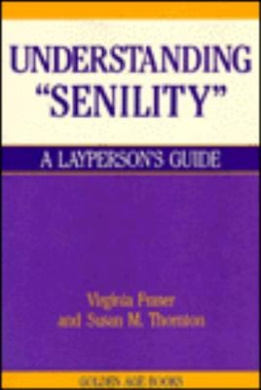 UNDERSTANDING
"SENILITY"
A LAYPERSON'S GUIDE
Virginia Fraser
and Susan M. Thornton
GOLDEN AGE BOOKS